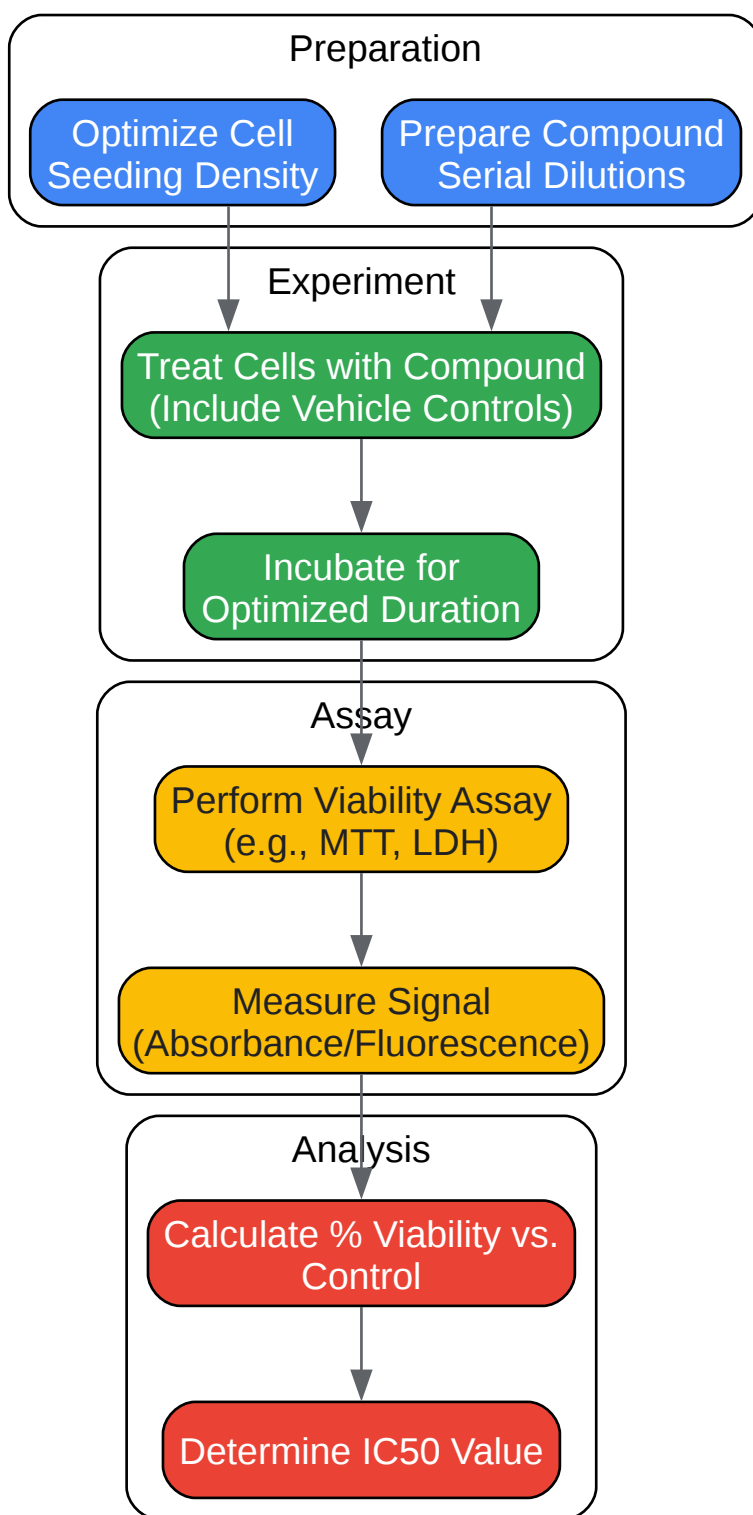 Preparation
Optimize Cell
Seeding Density
Prepare Compound
Serial Dilutions
Experiment
Treat Cells with Compound
(Include Vehicle Controls)
Incubate for
Optimized Duration
Assay
Perform Viability Assay
(e.g., MTT, LDH)
Measure Signal
(Absorbance/Fluorescence)
Analysis
Calculate % Viability vs.
Control
Determine IC50 Value